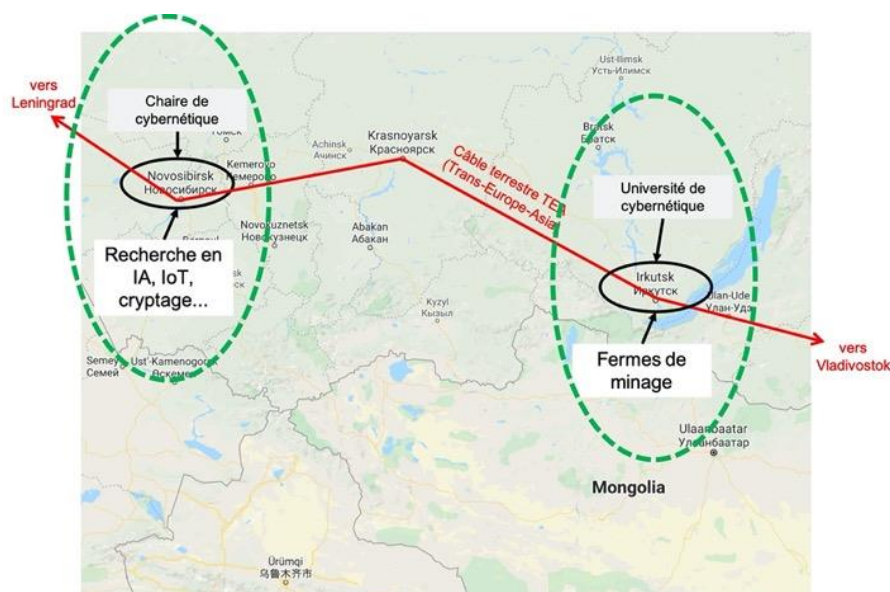 vers
Leningrad
Chaire de
cybernétique
Novosibirsk
Новосибирск
Kemerovo
Кемерово
Novokuznetsk
Новокузнецк
Recherche en
IA, IoT,
cryptage...
Achinsk
Ачинск
Krasnoyarsk
Красноярск
Abakan
Абакан
Kyzyl
Кызыл
Câble terrestre TEA
(Trans-Europe-Asia)
Ust-Ilimsk
Усть-Илимск
Bratsk
Братск
Université de
cybernétique
Irkutsk
Иркутск
Ulan-Ude
Улан-Удэ
Fermes de
minage
vers
Vladivostok
Semey
Семей
Ust'-Kamenogorsk
Өскемен
Ulaanbaatar
Улаанбаатар
Mongolia
Ürümqi
乌鲁木齐市